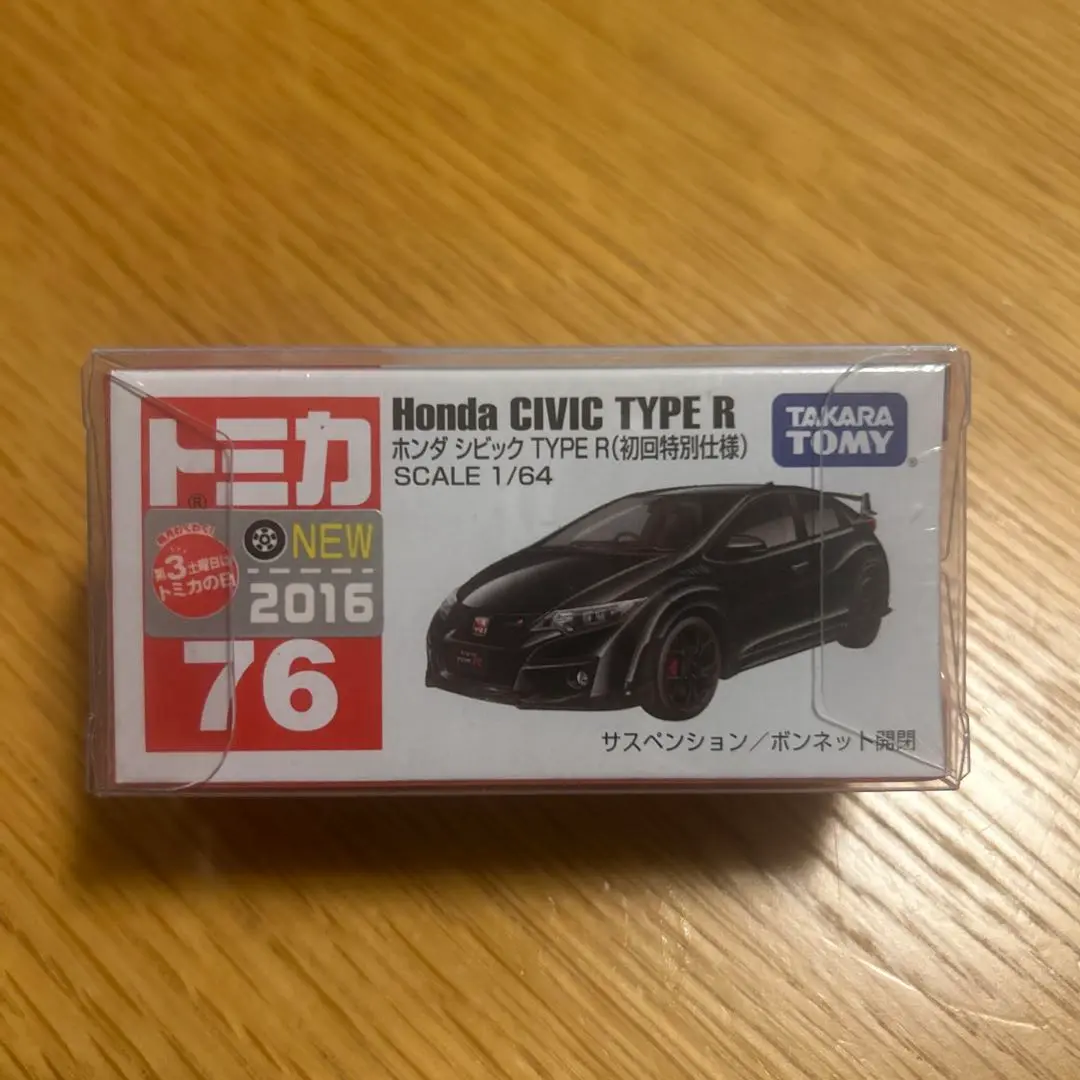 Honda CIVIC TYPE R
ホンダ シビック TYPE R(初回特別仕様)
SCALE 1/64
TAKARA
TOMY
トミカ
®
NEW
2016
第3土曜日は
トミカの日!
76
サスペンション/ボンネット開閉